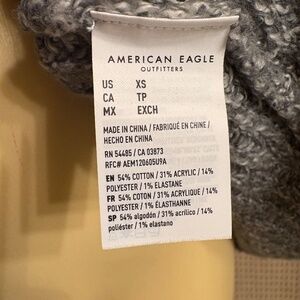 AMERICAN EAGLE
OUTFITTERS
US XS
CA TP
MX EXCH
MADE IN CHINA / FABRIQUÉ EN CHINE /
HECHO EN CHINA
RN 54485 / CA 03873
RFC# AEM120605U9A
EN 54% COTTON / 31% ACRYLIC / 14%
POLYESTER / 1% ELASTANE
FR 54% COTON / 31% ACRYLIQUE / 14%
POLYESTER / 1% ÉLASTHANNE
SP 54% algodón / 31% acrílico / 14%
poliéster / 1% elastano